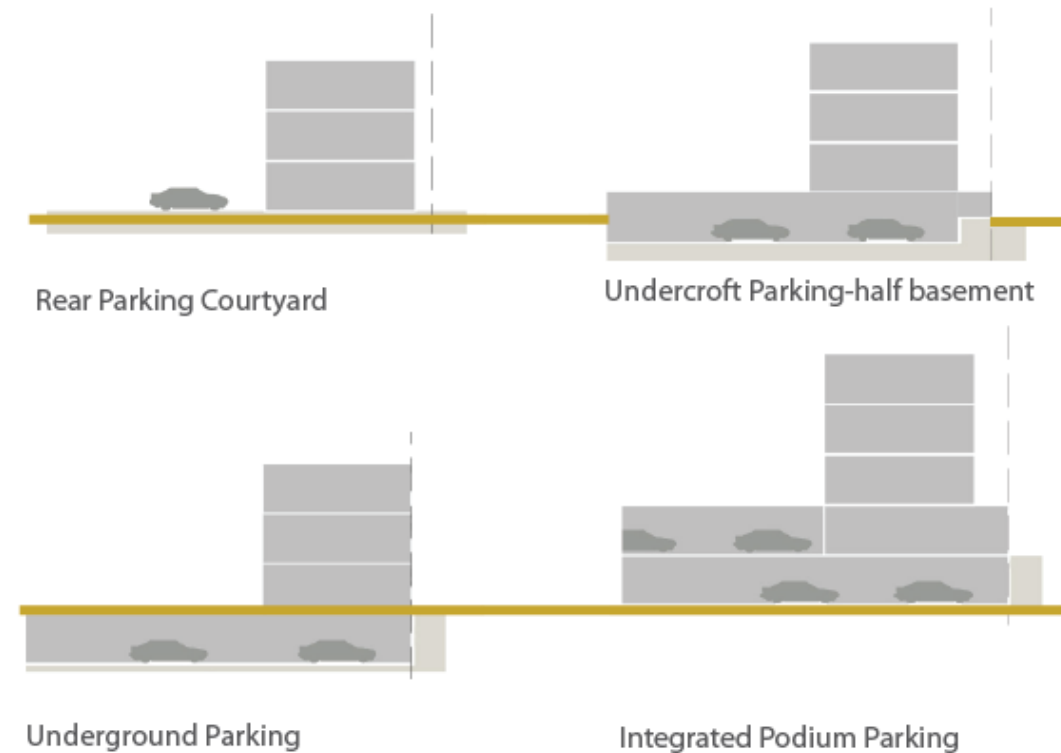 Rear Parking Courtyard
Undercroft Parking-half basement
Underground Parking
Integrated Podium Parking